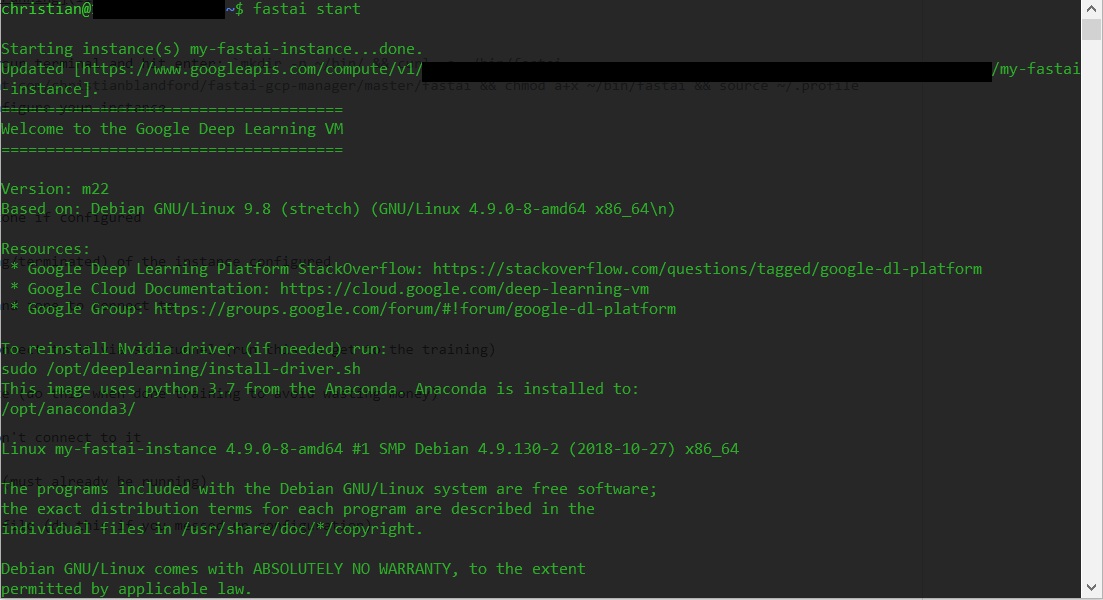 christian@ ~$ fastai start
Starting instance(s) my-fastai-instance...done.
Updated [https://www.googleapis.com/compute/v1/ /my-fastai
-instance].
======================================
Welcome to the Google Deep Learning VM
======================================
Version: m22
Based on: Debian GNU/Linux 9.8 (stretch) (GNU/Linux 4.9.0-8-amd64 x86_64\n)
Resources:
* Google Deep Learning Platform StackOverflow: https://stackoverflow.com/questions/tagged/google-dl-platform
* Google Cloud Documentation: https://cloud.google.com/deep-learning-vm
* Google Group: https://groups.google.com/forum/#!forum/google-dl-platform
To reinstall Nvidia driver (if needed) run:
sudo /opt/deeplearning/install-driver.sh
This image uses python 3.7 from the Anaconda. Anaconda is installed to:
/opt/anaconda3/
Linux my-fastai-instance 4.9.0-8-amd64 #1 SMP Debian 4.9.130-2 (2018-10-27) x86_64
The programs included with the Debian GNU/Linux system are free software;
the exact distribution terms for each program are described in the
individual files in /usr/share/doc/*/copyright.
Debian GNU/Linux comes with ABSOLUTELY NO WARRANTY, to the extent
permitted by applicable law.